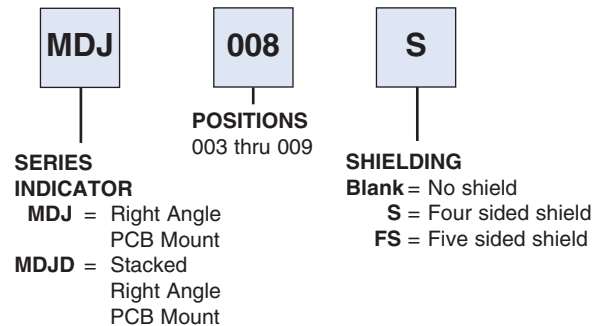 MDJ 008 S
POSITIONS
003 thru 009
SERIES
INDICATOR
MDJ = Right Angle
PCB Mount
MDJD = Stacked
Right Angle
PCB Mount
SHIELDING
Blank = No shield
S = Four sided shield
FS = Five sided shield